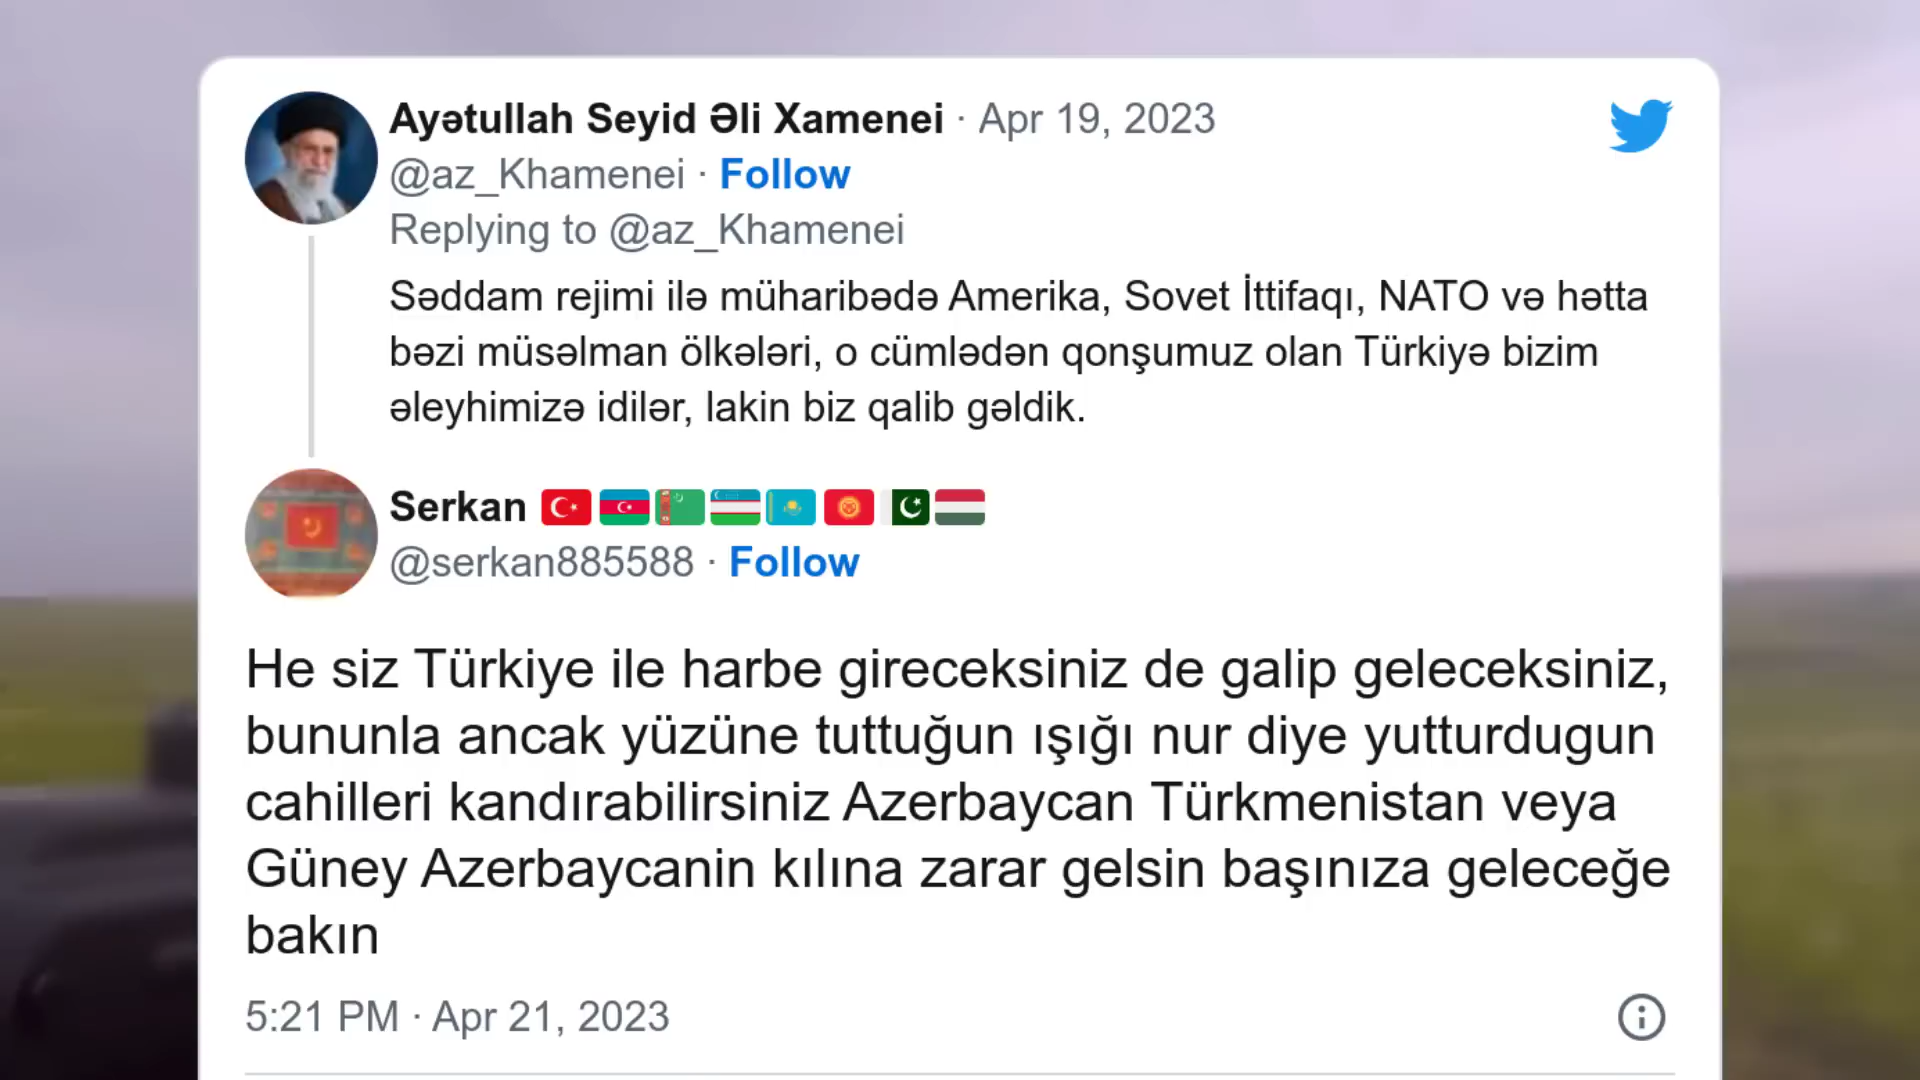 Ayətullah Seyid Əli Xamenei · Apr 19, 2023
@az_Khamenei · Follow
Replying to @az_Khamenei
Səddam rejimi ilə müharibədə Amerika, Sovet İttifaqı, NATO və hətta
bəzi müsəlman ölkələri, o cümlədən qonşumuz olan Türkiyə bizim
əleyhimizə idilər, lakin biz qalib gəldik.
Serkan
@serkan885588 · Follow
He siz Türkiye ile harbe gireceksiniz de galip geleceksiniz,
bununla ancak yüzüne tuttuğun ışığı nur diye yutturdugun
cahilleri kandırabilirsiniz Azerbaycan Türkmenistan veya
Güney Azerbaycanin kılına zarar gelsin başınıza geleceğe
bakın
5:21 PM · Apr 21, 2023